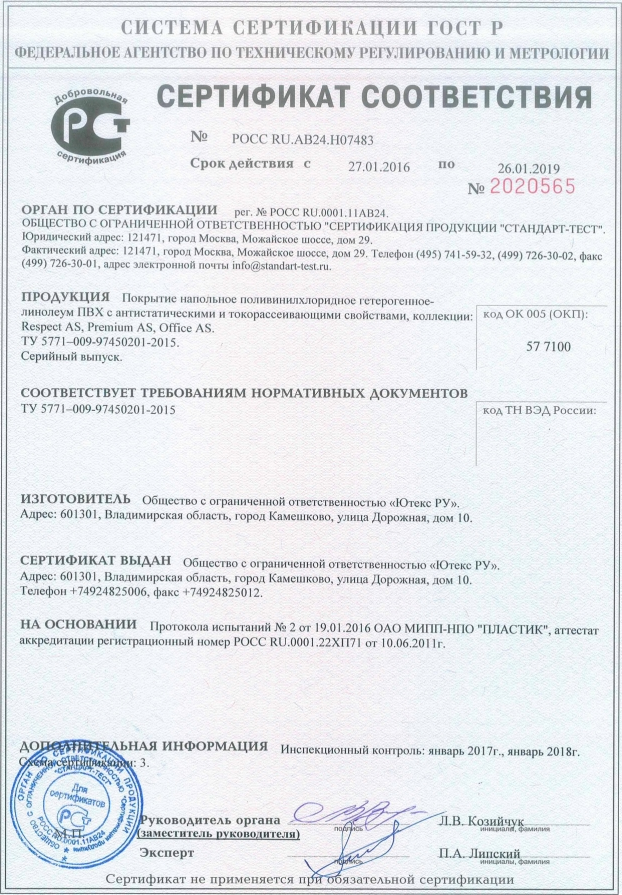 СИСТЕМА СЕРТИФИКАЦИИ ГОСТ Р
ФЕДЕРАЛЬНОЕ АГЕНТСТВО ПО ТЕХНИЧЕСКОМУ РЕГУЛИРОВАНИЮ И МЕТРОЛОГИИ
Добровольная
сертификация
СЕРТИФИКАТ СООТВЕТСТВИЯ
№ РОСС RU.АВ24.Н07483
Срок действия с 27.01.2016 по 26.01.2019
№ 2020565
ОРГАН ПО СЕРТИФИКАЦИИ рег. № РОСС RU.0001.11АВ24.
ОБЩЕСТВО С ОГРАНИЧЕННОЙ ОТВЕТСТВЕННОСТЬЮ "СЕРТИФИКАЦИЯ ПРОДУКЦИИ "СТАНДАРТ-ТЕСТ".
Юридический адрес: 121471, город Москва, Можайское шоссе, дом 29.
Фактический адрес: 121471, город Москва, Можайское шоссе, дом 29. Телефон (495) 741-59-32, (499) 726-30-02, факс
(499) 726-30-01, адрес электронной почты info@standart-test.ru.
ПРОДУКЦИЯ Покрытие напольное поливинилхлоридное гетерогенное-
линолеум ПВХ с антистатическими и токорассеивающими свойствами, коллекции:
Respect AS, Premium AS, Office AS.
ТУ 5771–009-97450201-2015.
Серийный выпуск.
код ОК 005 (ОКП):
57 7100
СООТВЕТСТВУЕТ ТРЕБОВАНИЯМ НОРМАТИВНЫХ ДОКУМЕНТОВ
ТУ 5771–009-97450201-2015
код ТН ВЭД России:
ИЗГОТОВИТЕЛЬ Общество с ограниченной ответственностью «Ютекс РУ».
Адрес: 601301, Владимирская область, город Камешково, улица Дорожная, дом 10.
СЕРТИФИКАТ ВЫДАН Общество с ограниченной ответственностью «Ютекс РУ».
Адрес: 601301, Владимирская область, город Камешково, улица Дорожная, дом 10.
Телефон +74924825006, факс +74924825012.
НА ОСНОВАНИИ Протокола испытаний № 2 от 19.01.2016 ОАО МИПП-НПО "ПЛАСТИК", аттестат
аккредитации регистрационный номер РОСС RU.0001.22ХП71 от 10.06.2011г.
ДОПОЛНИТЕЛЬНАЯ ИНФОРМАЦИЯ Инспекционный контроль: январь 2017г., январь 2018г.
Схема сертификации: 3.
ОРГАН ПО СЕРТИФИКАЦИИ ПРОДУКЦИИ
"СТАНДАРТ-ТЕСТ"
Для
сертификатов
РОСС RU.0001.11АВ24
М.П.
Руководитель органа
(заместитель руководителя)
подпись
Л.В. Козийчук
инициалы, фамилия
Эксперт
подпись
П.А. Липский
инициалы, фамилия
Сертификат не применяется при обязательной сертификации